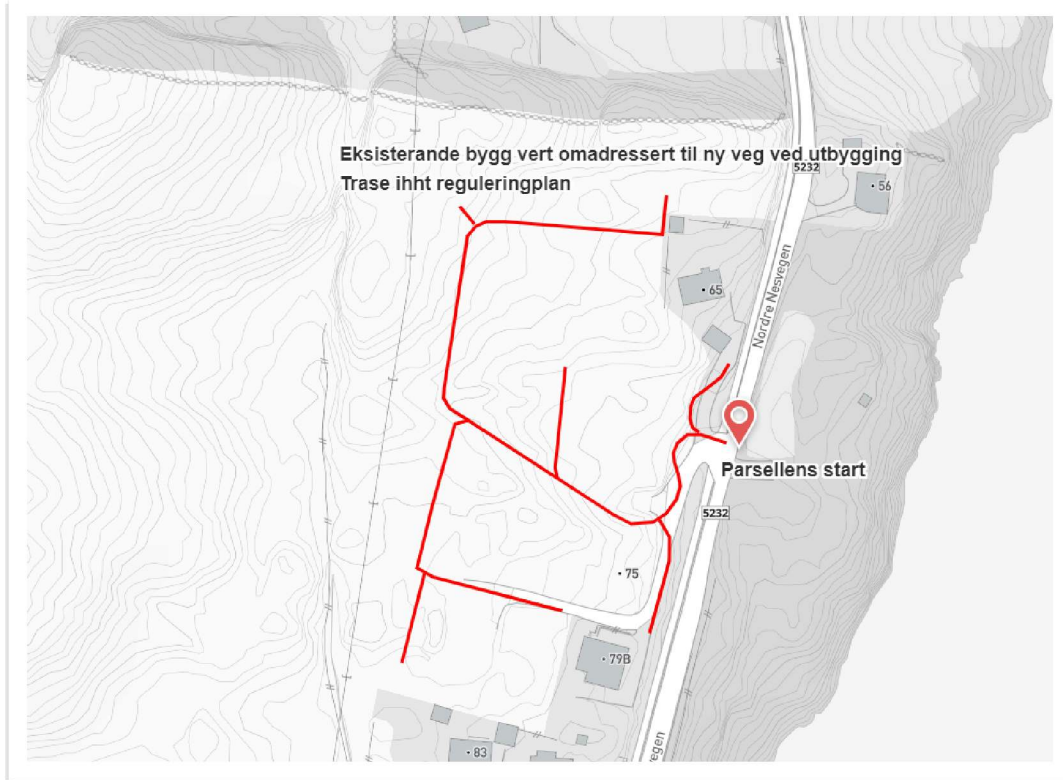 Eksisterande bygg vert omadressert til ny veg ved utbygging
Trase ihht reguleringplan
5232
56
65
Nordre Nesvegen
Parsellens start
5232
75
79B
83
vegen